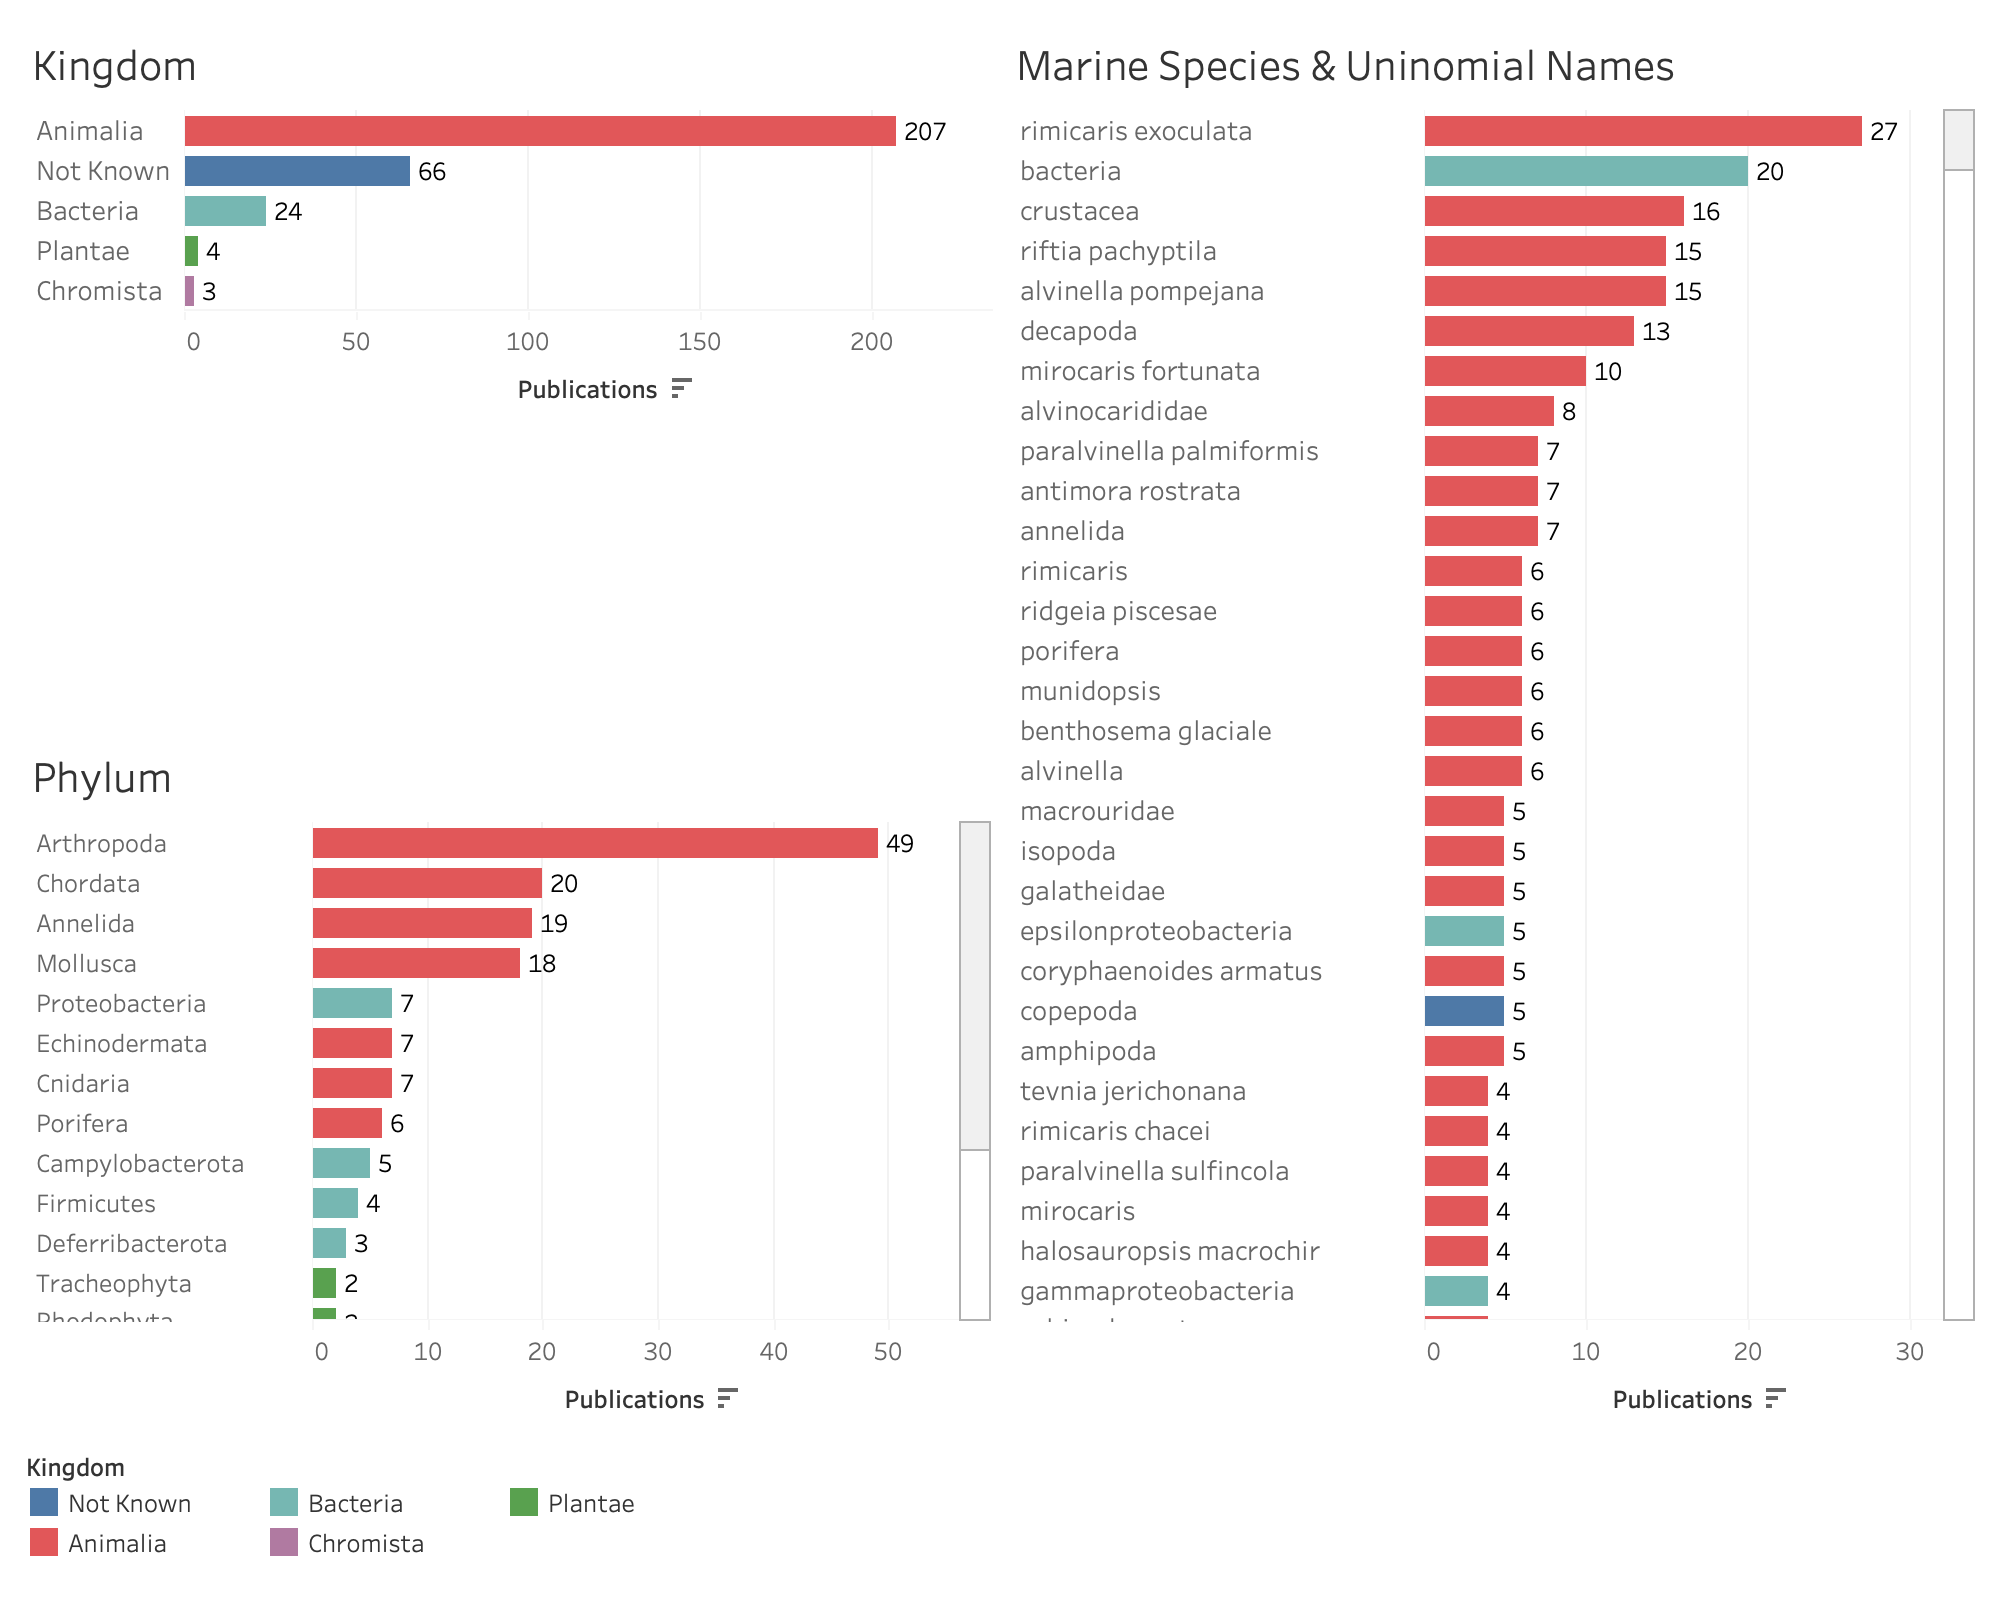 Kingdom
Animalia 207
Not Known 66
Bacteria 24
Plantae 4
Chromista 3
0 50 100 150 200
Publications
Phylum
Arthropoda 49
Chordata 20
Annelida 19
Mollusca 18
Proteobacteria 7
Echinodermata 7
Cnidaria 7
Porifera 6
Campylobacterota 5
Firmicutes 4
Deferribacterota 3
Tracheophyta 2
Rhodophyta
0 10 20 30 40 50
Publications
Marine Species & Uninomial Names
rimicaris exoculata 27
bacteria 20
crustacea 16
riftia pachyptila 15
alvinella pompejana 15
decapoda 13
mirocaris fortunata 10
alvinocarididae 8
paralvinella palmiformis 7
antimora rostrata 7
annelida 7
rimicaris 6
ridgeia piscesae 6
porifera 6
munidopsis 6
benthosema glaciale 6
alvinella 6
macrouridae 5
isopoda 5
galatheidae 5
epsilonproteobacteria 5
coryphaenoides armatus 5
copepoda 5
amphipoda 5
tevnia jerichonana 4
rimicaris chacei 4
paralvinella sulfincola 4
mirocaris 4
halosauropsis macrochir 4
gammaproteobacteria 4
0 10 20 30
Publications
Kingdom
Not Known Bacteria Plantae
Animalia Chromista